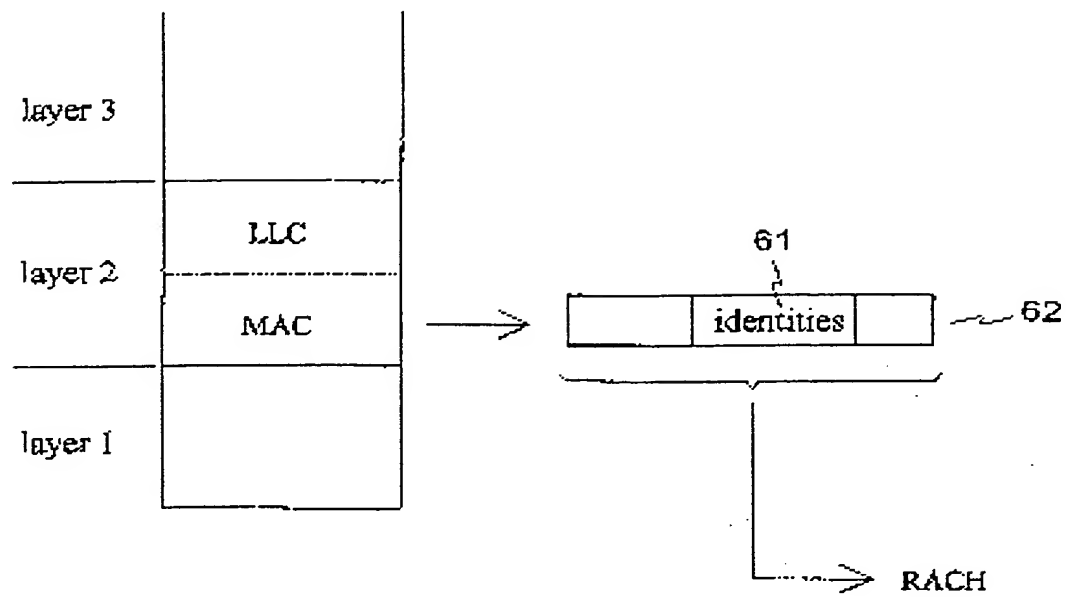 layer 3
LLC
layer 2
MAC
layer 1
61
identities
62
RACH